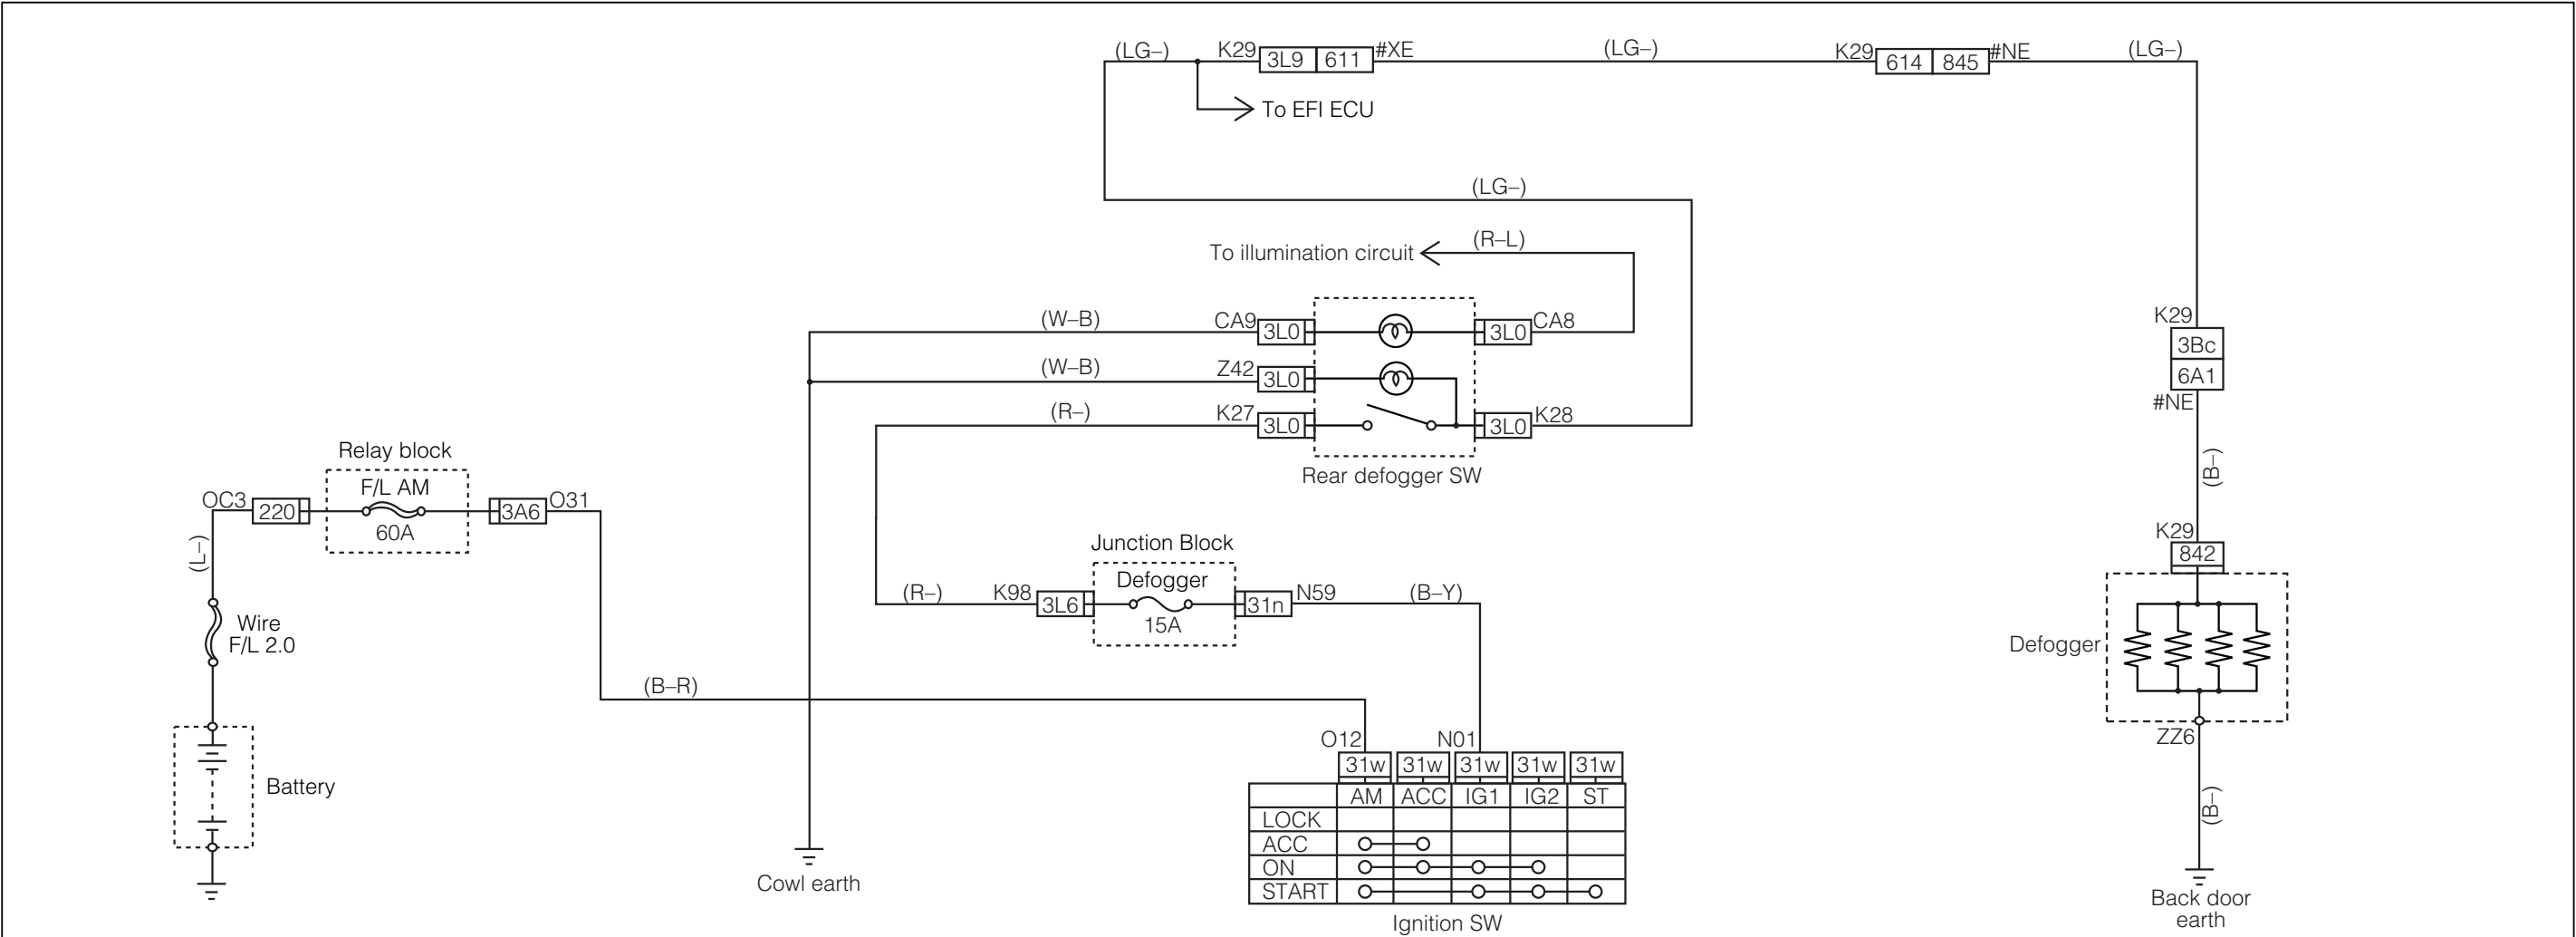 (LG–) K29 3L9 611 #XE (LG–) K29 614 845 #NE (LG–)
To EFI ECU
(LG–)
To illumination circuit (R–L)
(W–B) CA9 3L0 3L0 CA8
(W–B) Z42 3L0
(R–) K27 3L0 3L0 K28
Rear defogger SW
K29
3Bc
6A1
#NE
(B–)
Relay block
F/L AM
OC3 220 3A6 O31
60A
(L–)
Wire
F/L 2.0
Battery
Junction Block
Defogger
(R–) K98 3L6 31n N59 (B–Y)
15A
(B–R)
Cowl earth
O12 N01
31w 31w 31w 31w 31w
AM ACC IG1 IG2 ST
LOCK
ACC
ON
START
Ignition SW
K29
842
Defogger
ZZ6
(B–)
Back door
earth